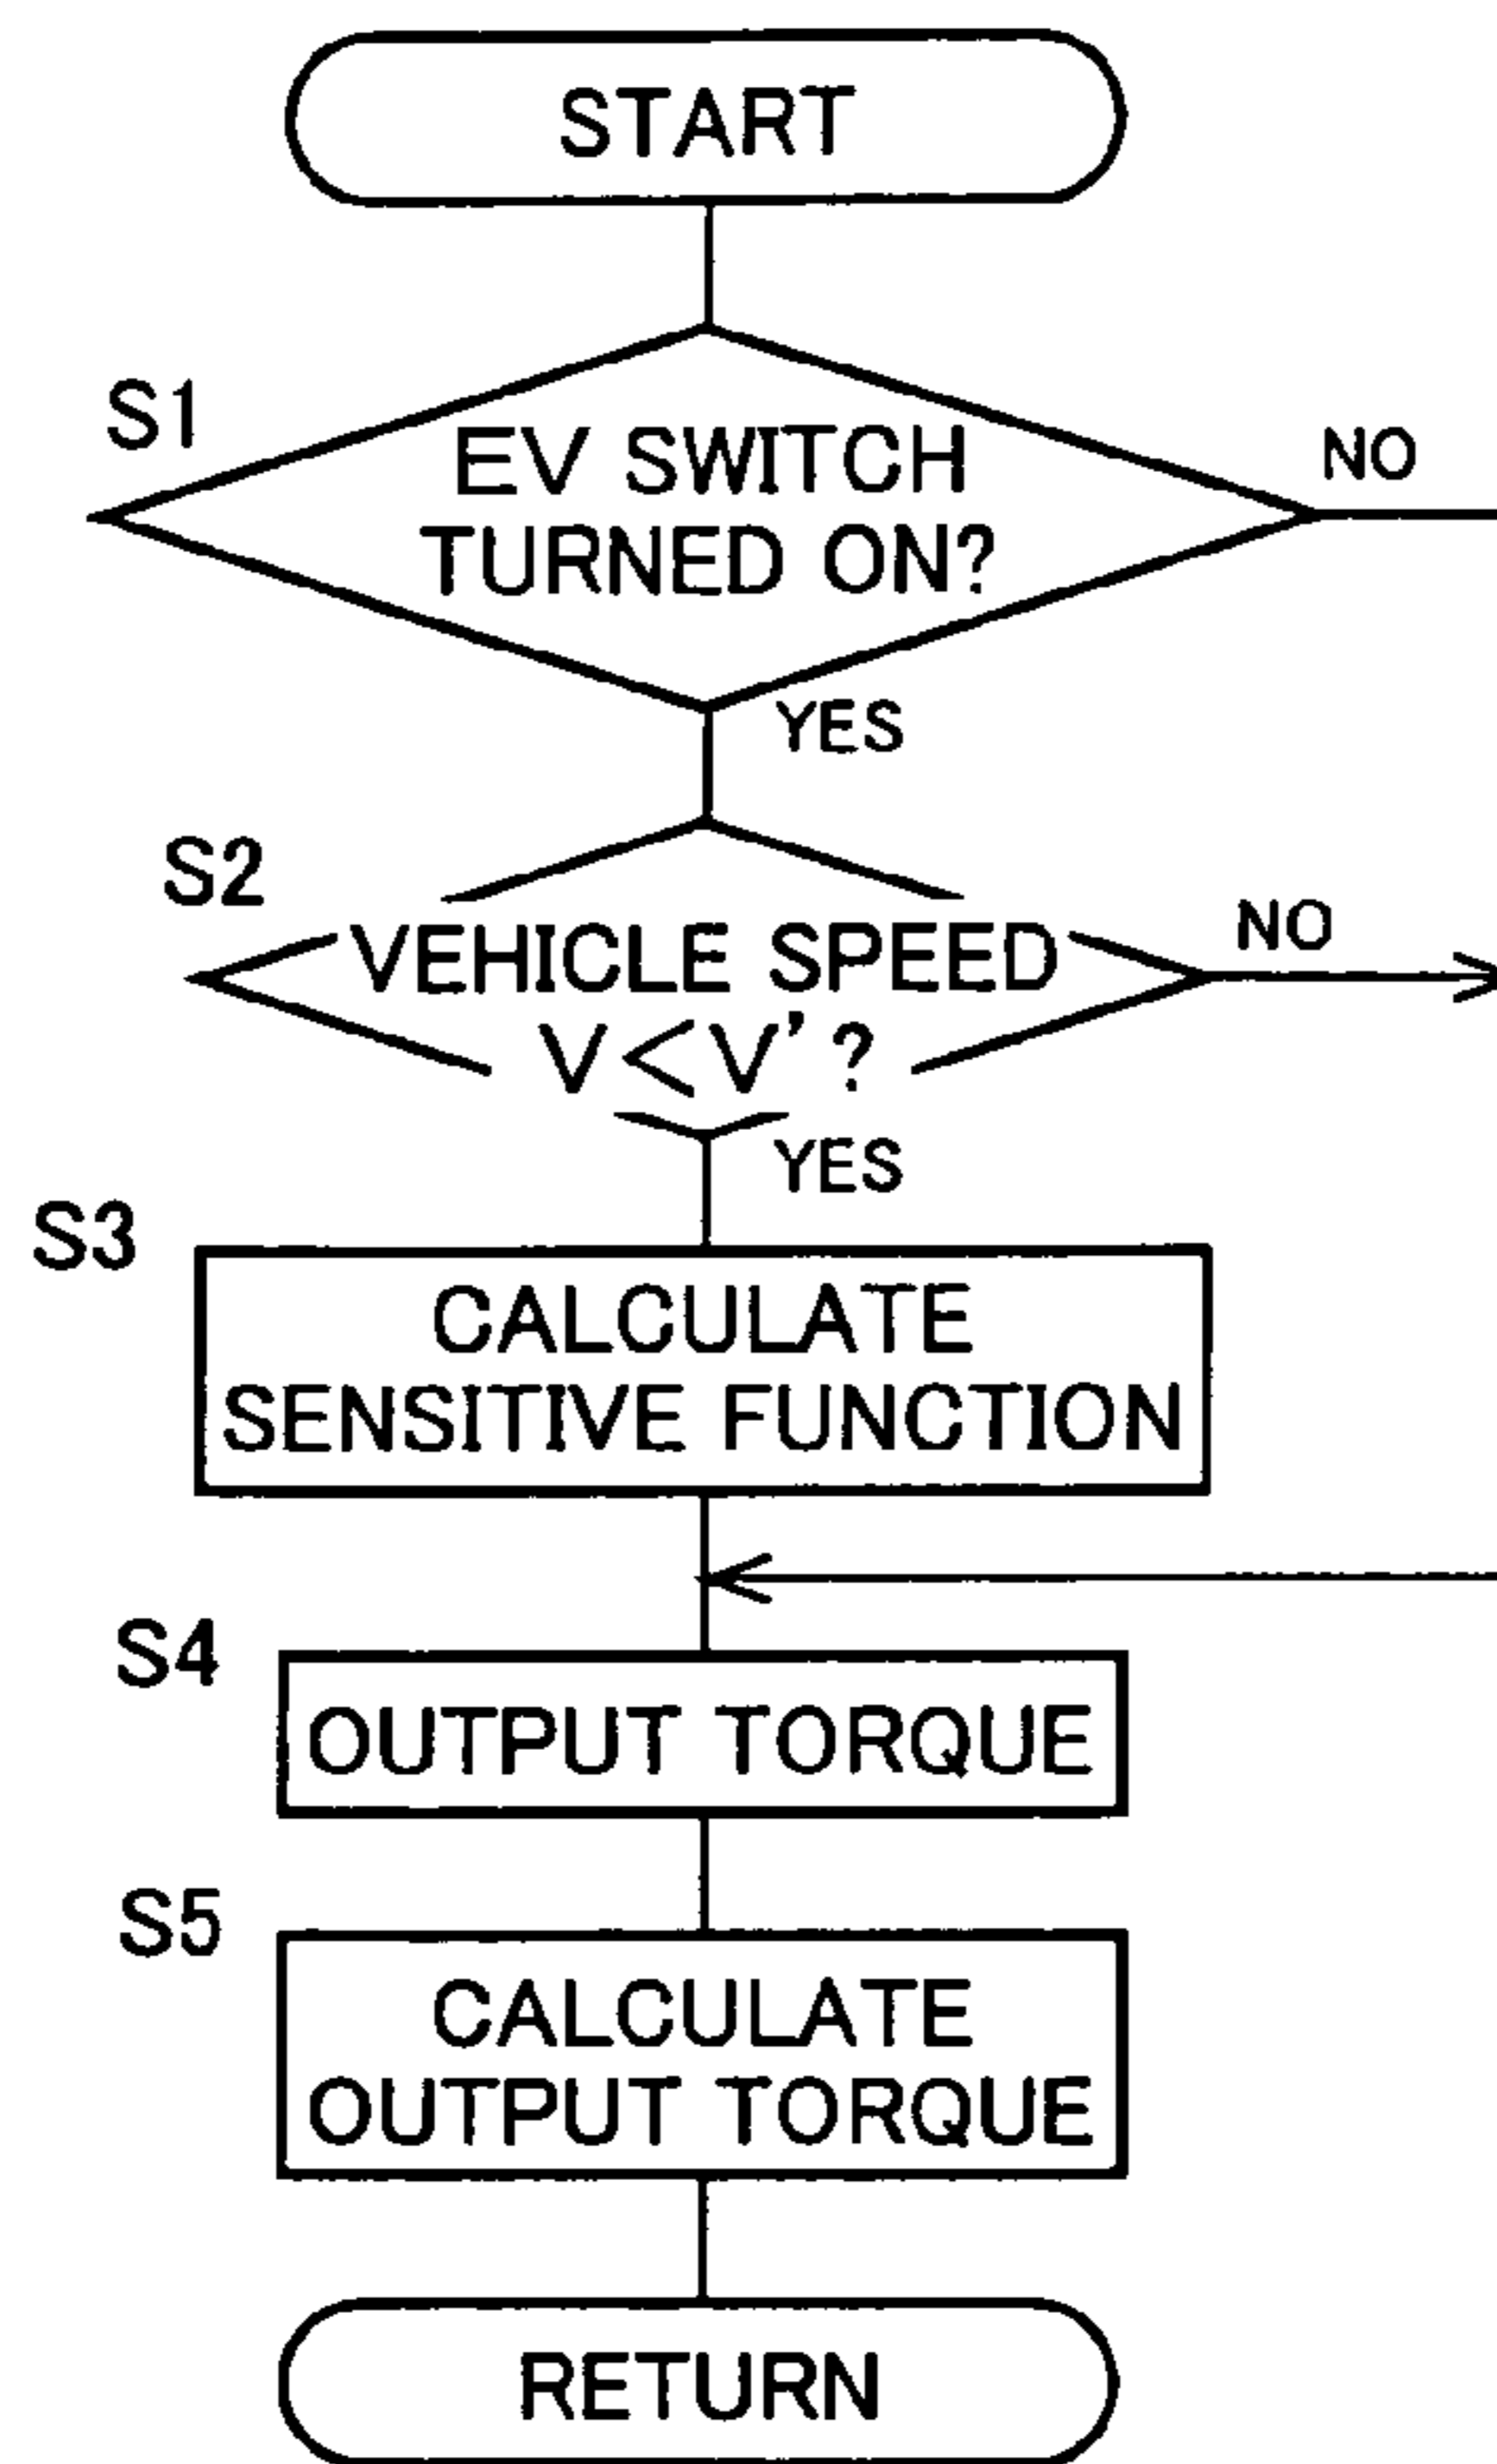 START
S1
EV SWITCH
TURNED ON?
NO
YES
S2
VEHICLE SPEED
V<V'?
NO
YES
S3
CALCULATE
SENSITIVE FUNCTION
S4
OUTPUT TORQUE
S5
CALCULATE
OUTPUT TORQUE
RETURN